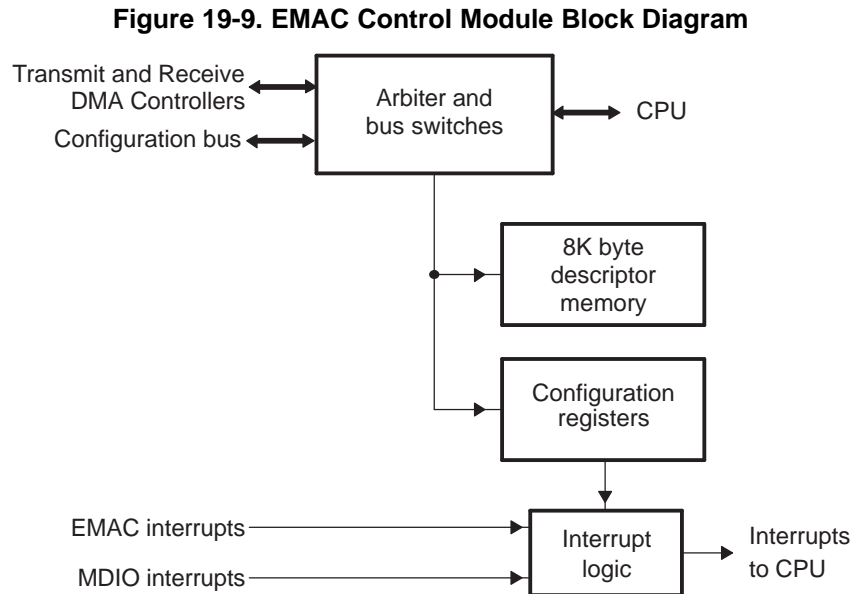 Figure 19-9. EMAC Control Module Block Diagram
Transmit and Receive
DMA Controllers
Configuration bus
Arbiter and
bus switches
CPU
8K byte
descriptor
memory
Configuration
registers
EMAC interrupts
MDIO interrupts
Interrupt
logic
Interrupts
to CPU